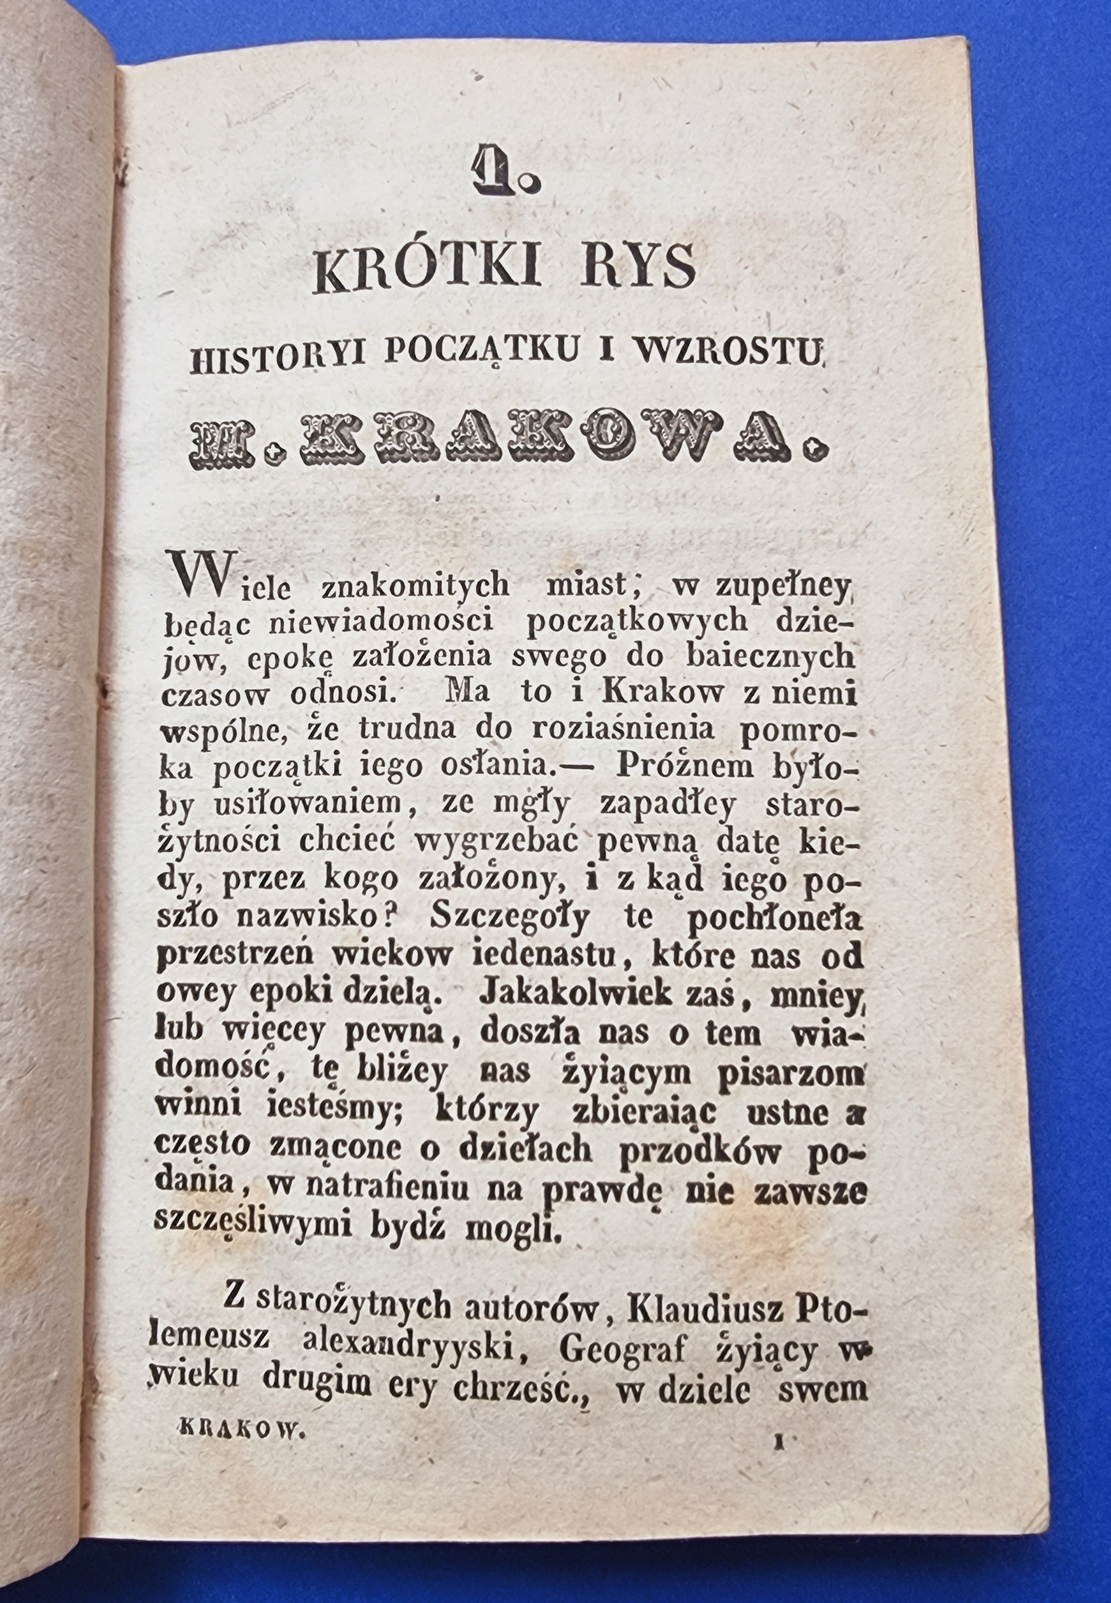 1.
KRÓTKI RYS
HISTORYI POCZĄTKU I WZROSTU
M. KRAKOWA.
Wiele znakomitych miast; w zupełney
będąc niewiadomości początkowych dzie-
jow, epokę założenia swego do baiecznych
czasow odnosi. Ma to i Krakow z niemi
wspólne, że trudna do roziaśnienia pomro-
ka początki iego osłania.— Próżnem było-
by usiłowaniem, ze mgły zapadłey staro-
żytności chcieć wygrzebać pewną datę kie-
dy, przez kogo założony, i z kąd iego po-
szło nazwisko? Szczegoły te pochłoneła
przestrzeń wiekow iedenastu, które nas od
owey epoki dzielą. Jakakolwiek zaś, mniey
lub więcey pewna, doszła nas o tem wia-
domość, tę bliżey nas żyiącym pisarzom
winni iesteśmy; którzy zbieraiąc ustne a
często zmącone o dziełach przodków po-
dania, w natrafieniu na prawdę nie zawsze
szczęśliwymi bydź mogli.
Z starożytnych autorów, Klaudiusz Pto-
lemeusz alexandryyski, Geograf żyiący w
wieku drugim ery chrześć., w dziele swem
KRAKOW. 1